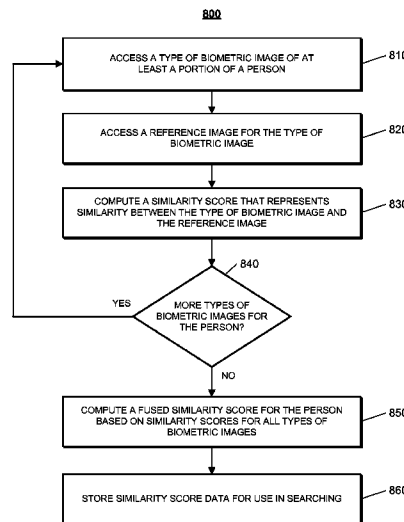 800
ACCESS A TYPE OF BIOMETRIC IMAGE OF AT
LEAST A PORTION OF A PERSON
810
ACCESS A REFERENCE IMAGE FOR THE TYPE OF
BIOMETRIC IMAGE
820
COMPUTE A SIMILARITY SCORE THAT REPRESENTS
SIMILARITY BETWEEN THE TYPE OF BIOMETRIC IMAGE AND
THE REFERENCE IMAGE
830
840
MORE TYPES OF
BIOMETRIC IMAGES FOR
THE PERSON?
YES
NO
COMPUTE A FUSED SIMILARITY SCORE FOR THE PERSON
BASED ON SIMILARITY SCORES FOR ALL TYPES OF
BIOMETRIC IMAGES
850
STORE SIMILARITY SCORE DATA FOR USE IN SEARCHING
860